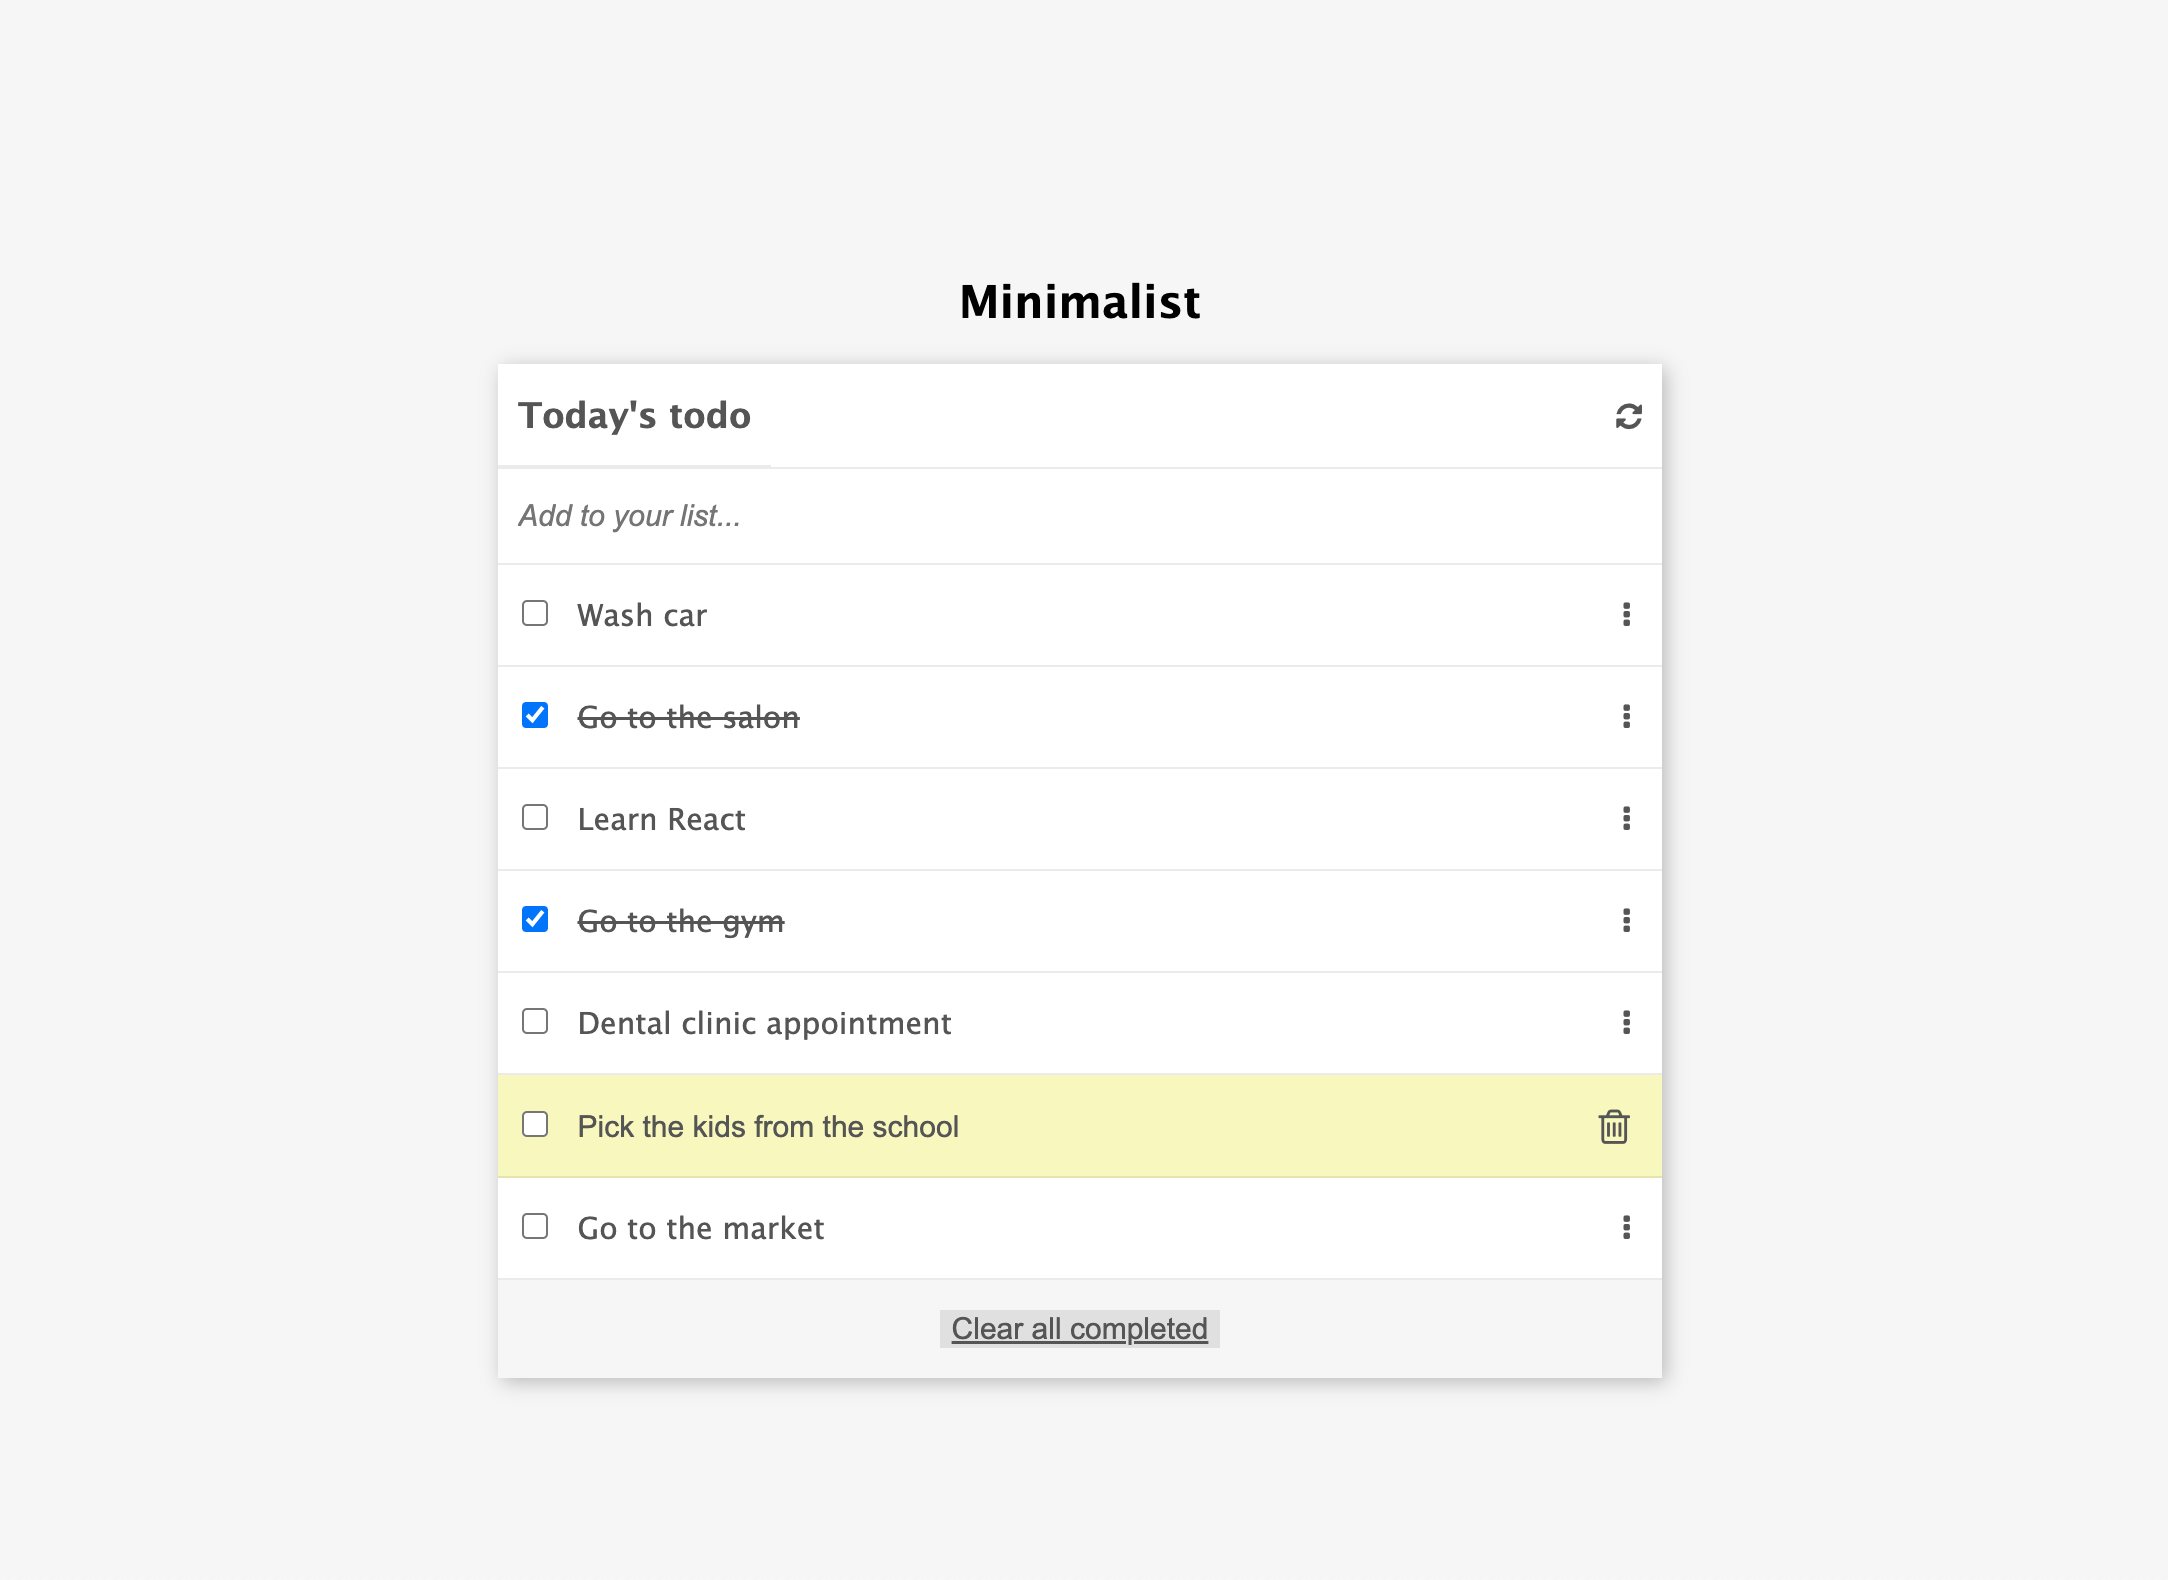 Minimalist
Today's todo
Add to your list...
Wash car
Go to the salon
Learn React
Go to the gym
Dental clinic appointment
Pick the kids from the school
Go to the market
Clear all completed